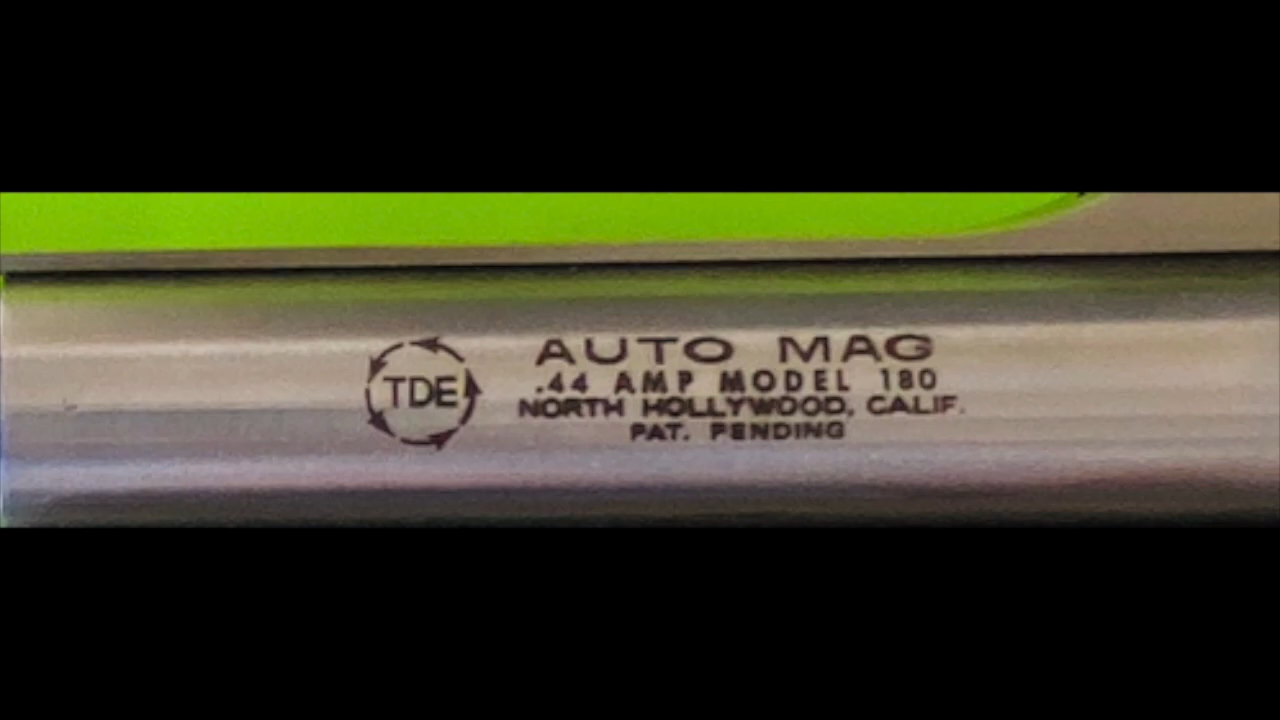 TDE
AUTO MAG
.44 AMP MODEL 180
NORTH HOLLYWOOD, CALIF.
PAT. PENDING